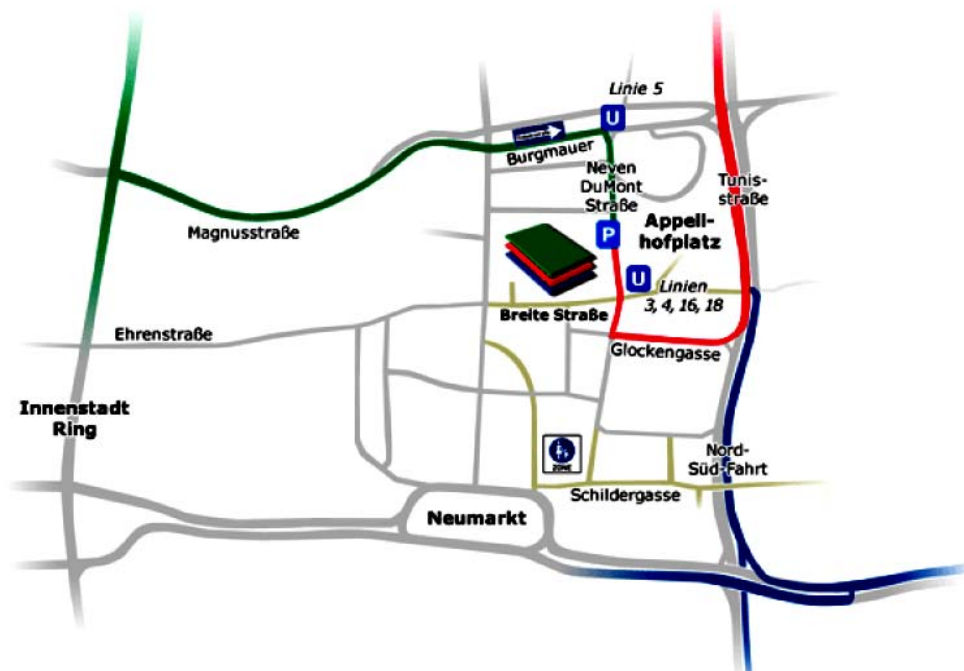 Linie 5
U
Burgmauer
Neven
DuMont
Straße
Tunis-
straße
Magnusstraße
P
Appell-
hofplatz
U
Linien
3, 4, 16, 18
Breite Straße
Ehrenstraße
Glockengasse
Innenstadt
Ring
ZONE
Nord-
Süd-Fahrt
Schildergasse
Neumarkt